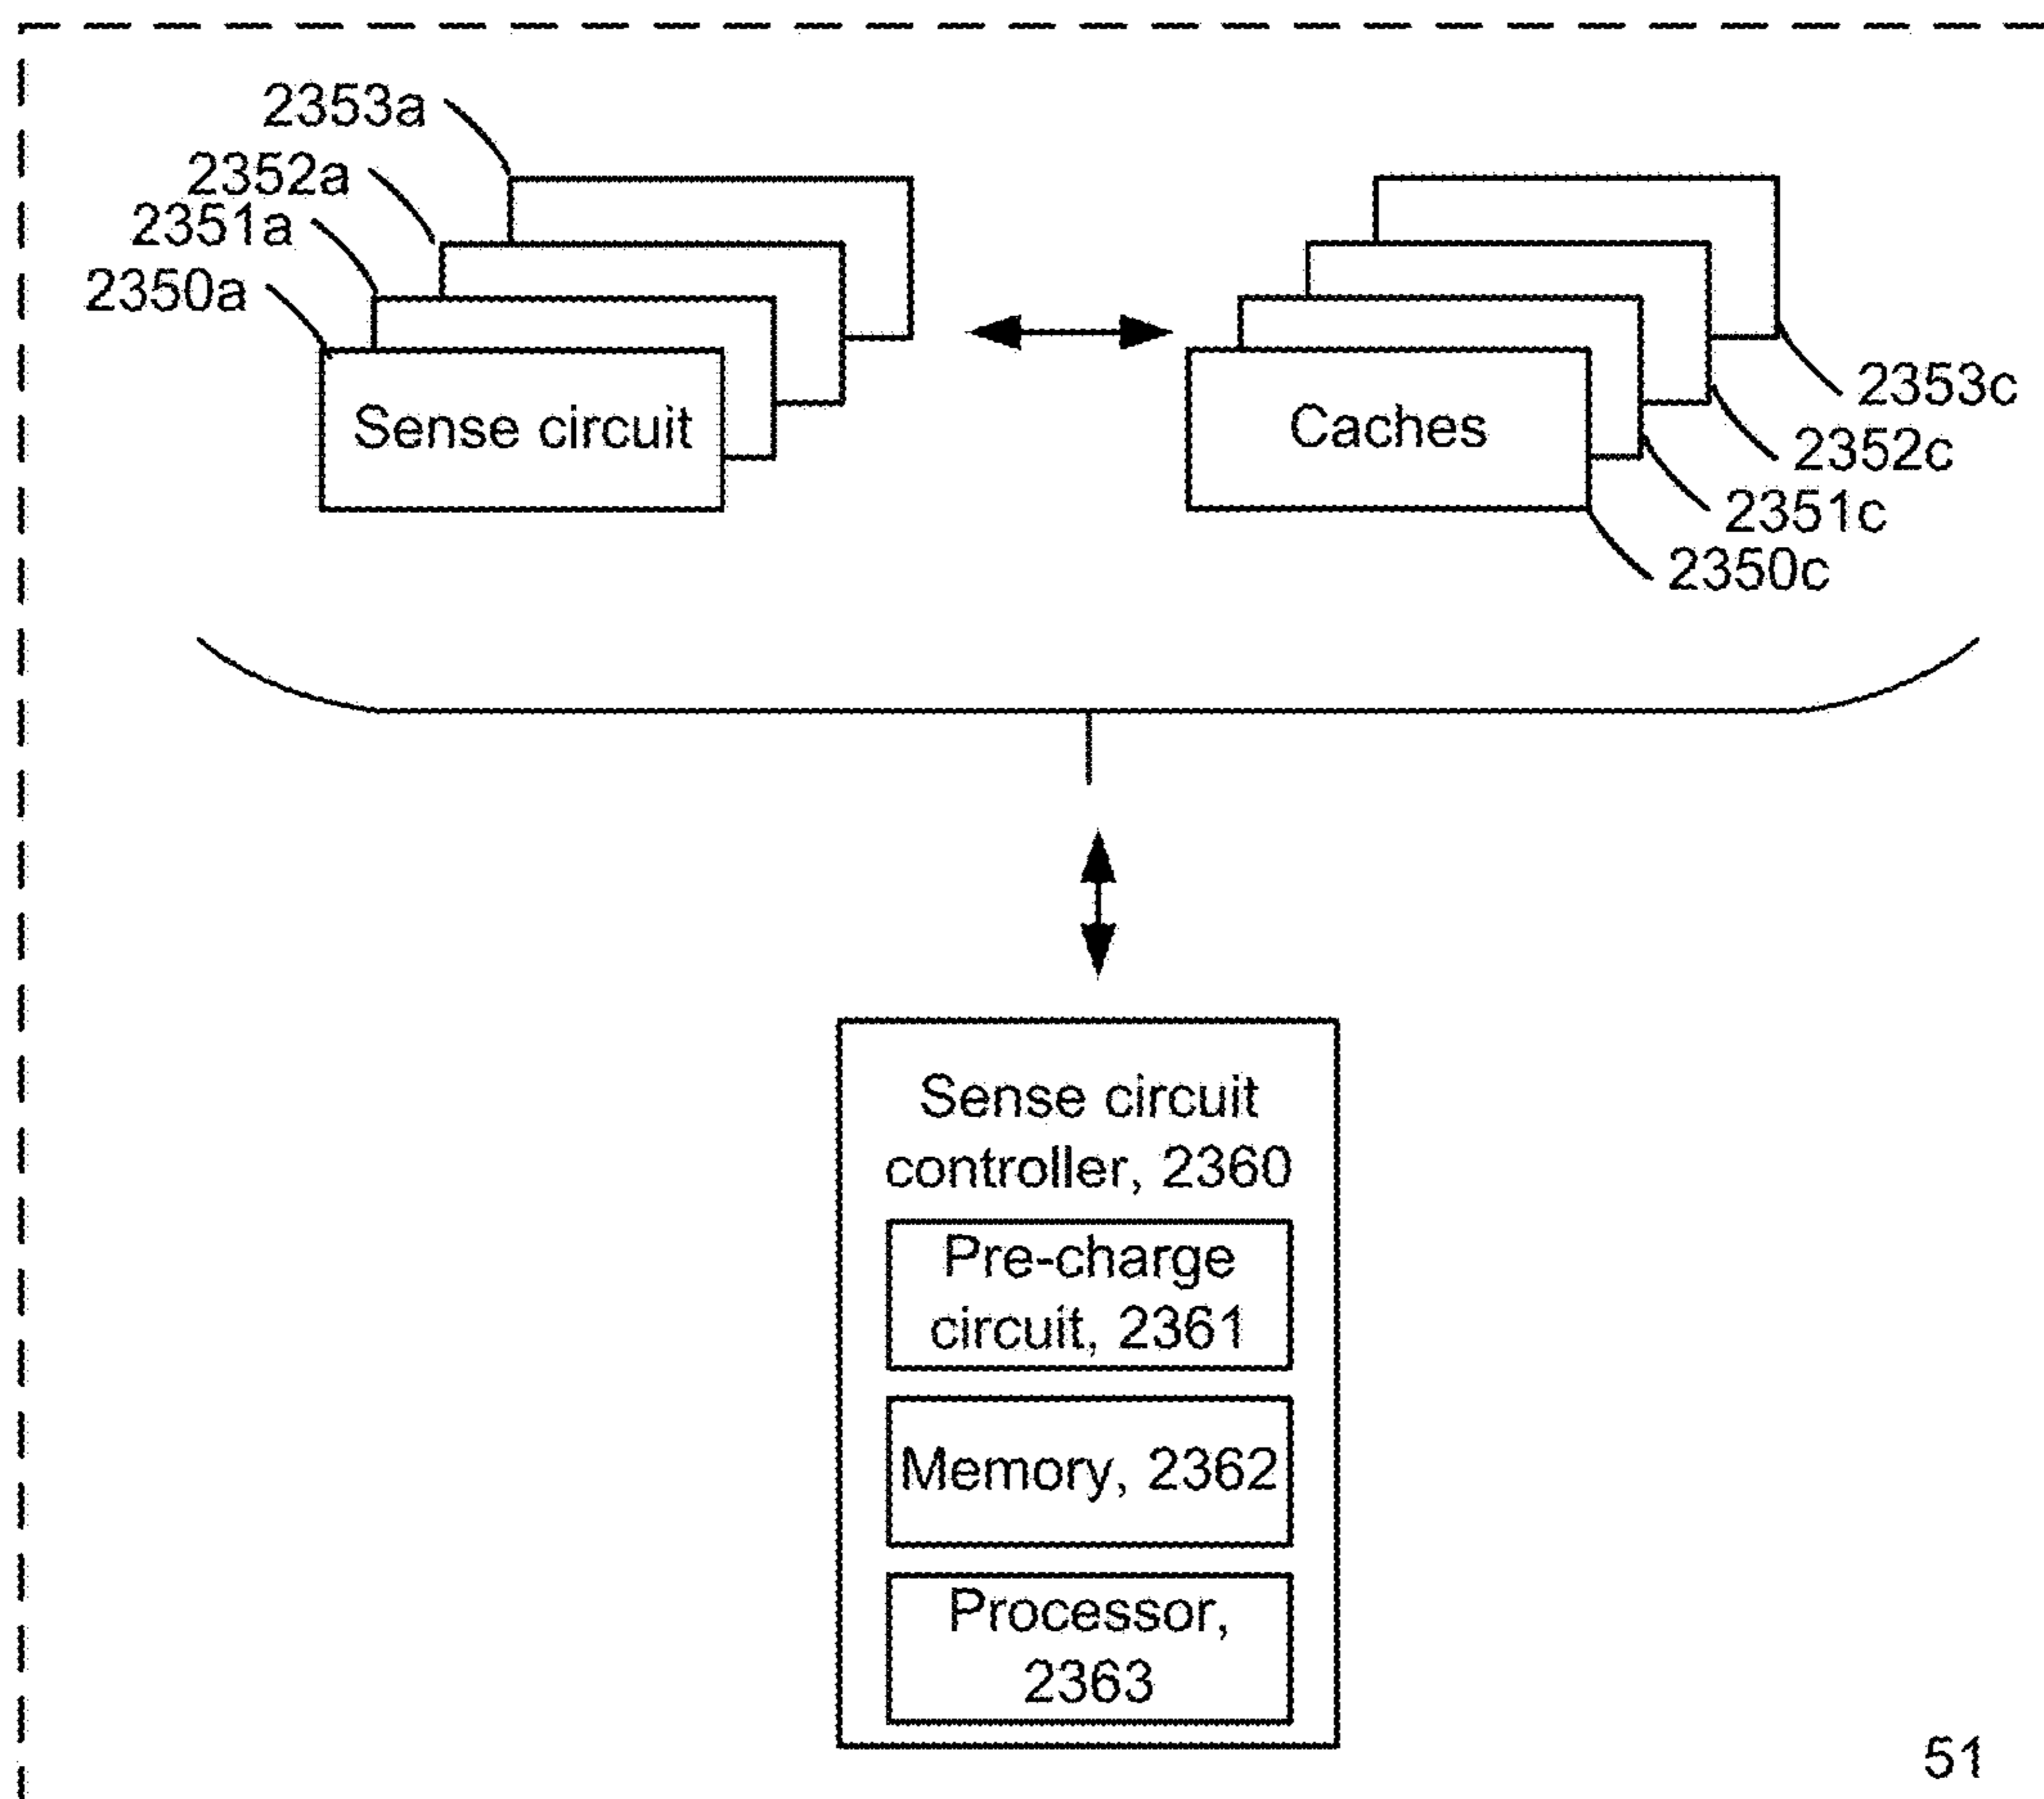 2353a
2352a
2351a
2350a
Sense circuit
Caches
2353c
2352c
2351c
2350c
Sense circuit
controller, 2360
Pre-charge
circuit, 2361
Memory, 2362
Processor,
2363
51